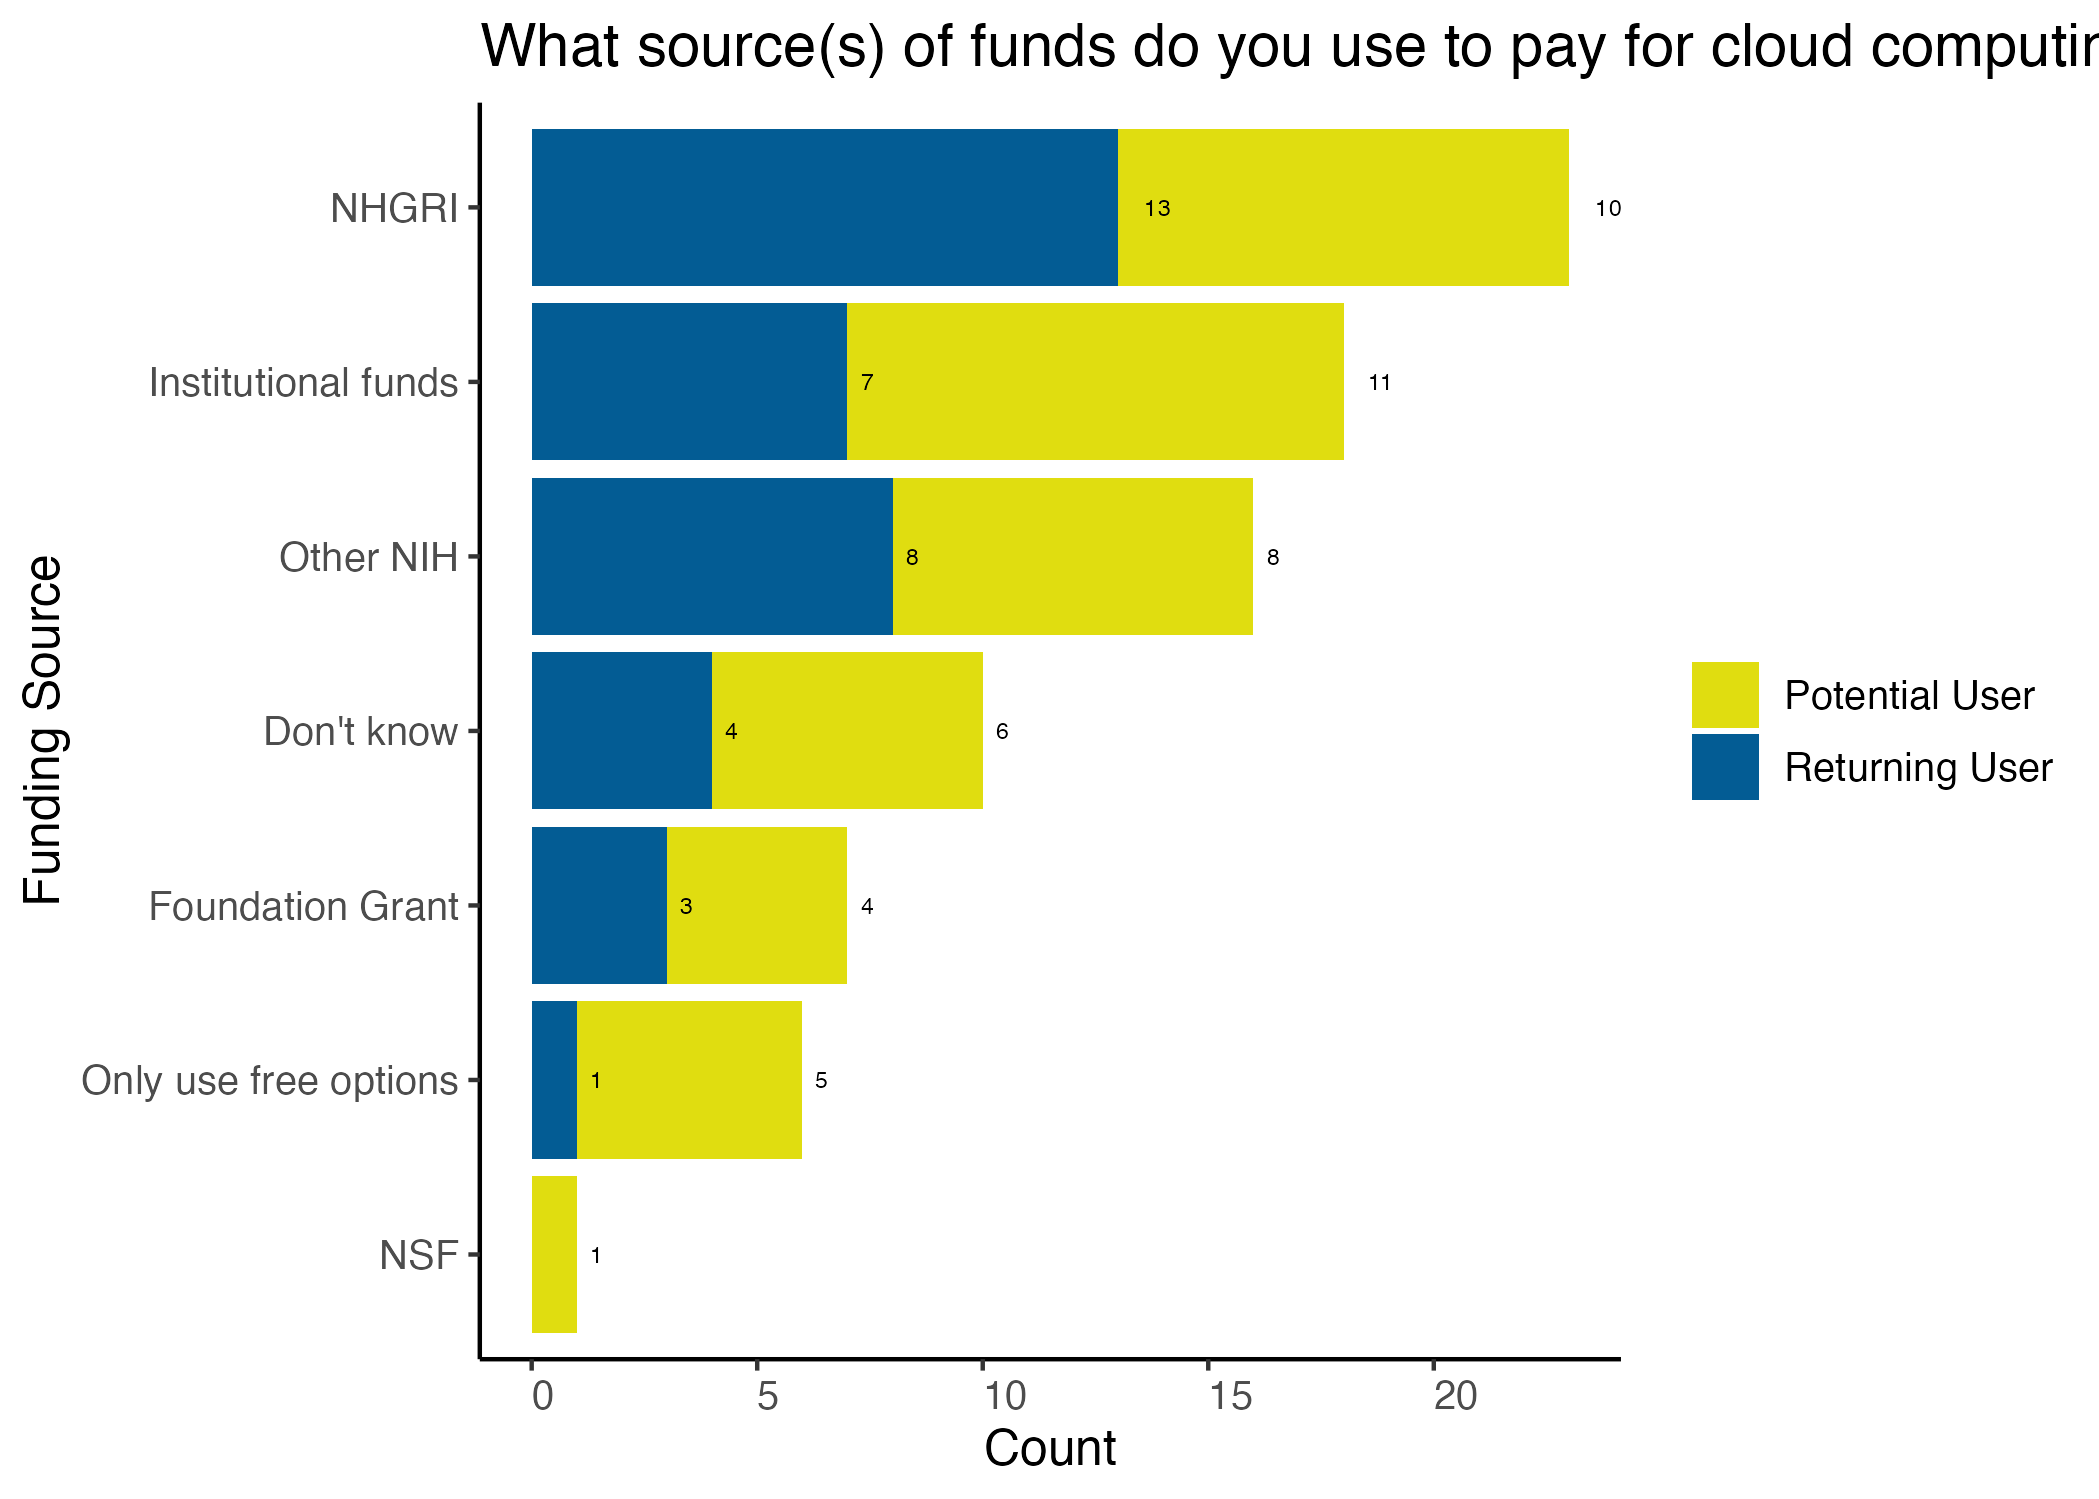 What source(s) of funds do you use to pay for cloud computin
NHGRI
13
10
Institutional funds
7
11
Other NIH
8
8
Don't know
4
6
Foundation Grant
3
4
Only use free options
1
5
NSF
1
0
5
10
15
20
Count
Funding Source
Potential User
Returning User